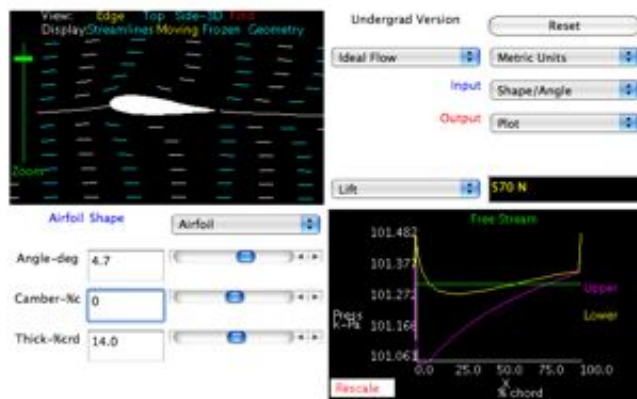 View: Edge Top Side-3D Find
Display: Streamlines Moving Frozen Geometry
Zoom
Undergrad Version
Reset
Ideal Flow
Metric Units
Input
Shape/Angle
Output
Plot
Lift
570 N
Airfoil Shape
Airfoil
Angle-deg
4.7
Camber-%c
0
Thick-%crd
14.0
Free Stream
101.482
101.377
101.272
101.166
101.061
Press
k-Pa
Upper
Lower
0.0 25.0 50.0 75.0 100.0
X
% chord
Rescale